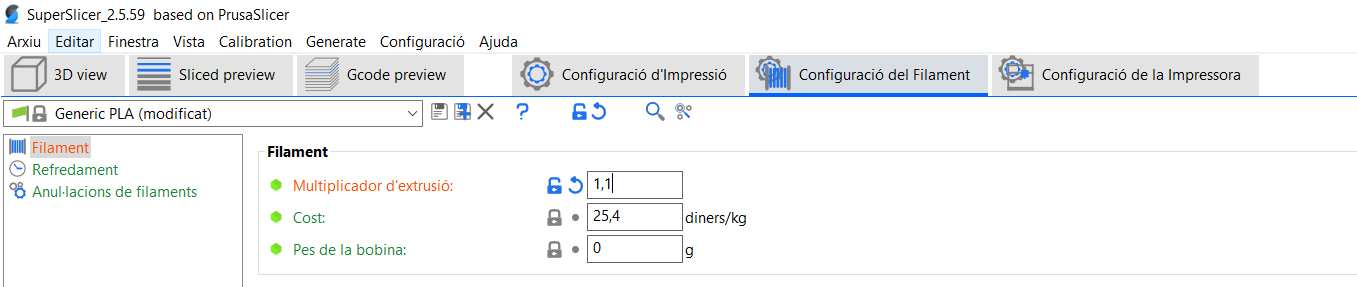 SuperSlicer_2.5.59 based on PrusaSlicer
Arxiu Editar Finestra Vista Calibration Generate Configuració Ajuda
3D view Sliced preview Gcode preview Configuració d'Impressió Configuració del Filament Configuració de la Impressora
Generic PLA (modificat) ?
Filament
Refredament
Anul·lacions de filaments
Filament
Multiplicador d'extrusió: 1,1
Cost: 25,4 diners/kg
Pes de la bobina: 0 g